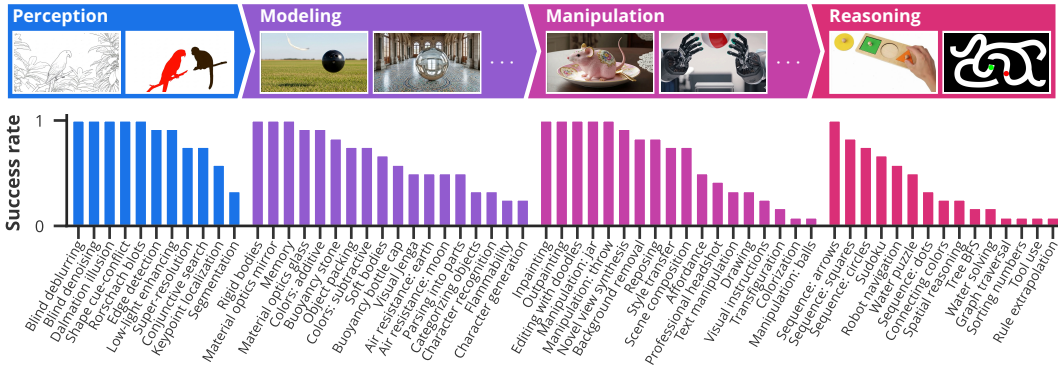 Perception
Modeling
Manipulation
Reasoning
...
...
Success rate
1
0
Blind deblurring
Blind denoising
Dalmatian illusion
Shape cue-conflict
Rorschach blots
Edge detection
Low-light enhancing
Super-resolution
Conjunctive search
Keypoint localization
Segmentation
Rigid bodies
Material optics mirror
Memory
Material optics glass
Colors: additive
Buoyancy stone
Object packing
Colors: subtractive
Soft bodies
Buoyancy bottle cap
Visual jenga
Air resistance: earth
Air resistance: moon
Parsing into parts
Categorizing objects
Character recognition
Flammability
Character generation
Inpainting
Outpainting
Editing with doodles
Manipulation: jar
Manipulation: throw
Novel view synthesis
Background removal
Reposing
Style transfer
Scene composition
Affordance
Professional headshot
Text manipulation
Drawing
Visual instructions
Transfiguration
Colorization
Manipulation: balls
Sequence: arrows
Sequence: squares
Sequence: circles
Sudoku
Robot navigation
Water puzzle
Sequence: dots
Connecting colors
Spatial reasoning
Tree BFS
Water solving
Graph traversal
Sorting numbers
Tool use
Rule extrapolation